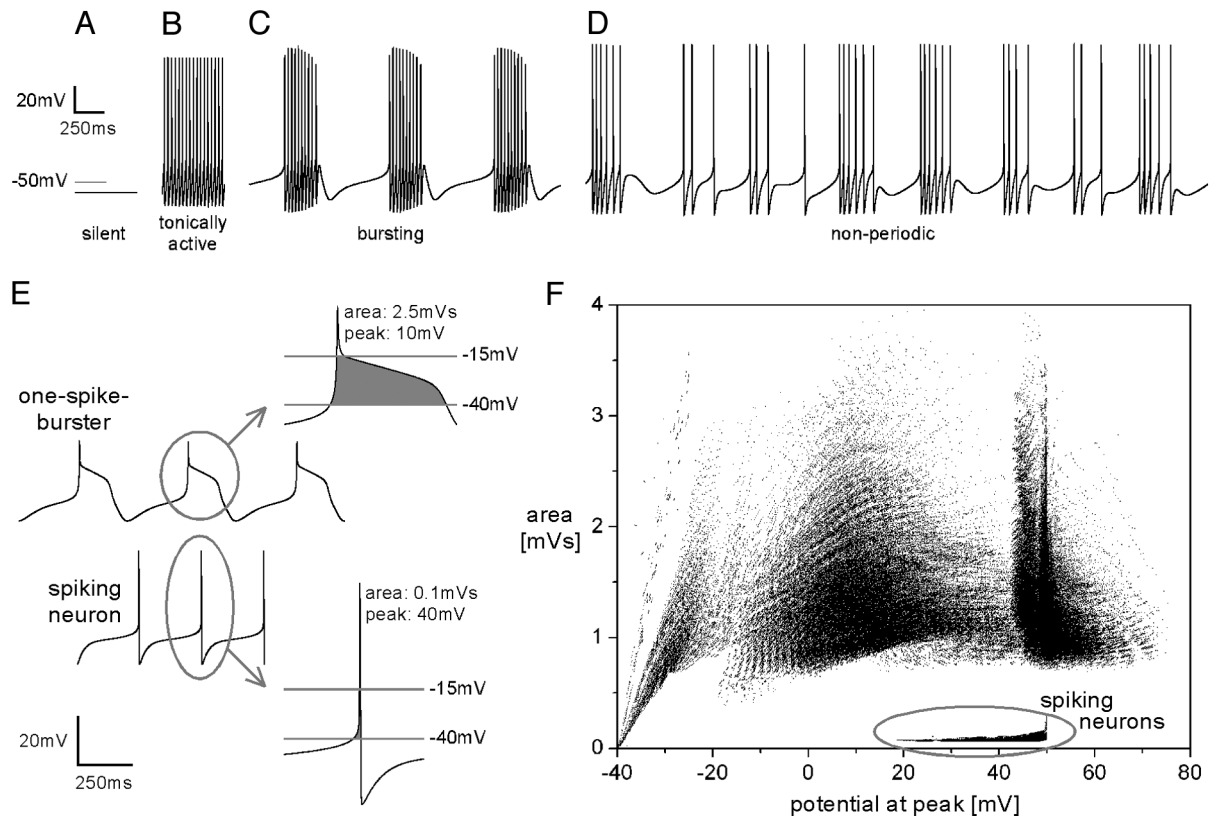 A
B
C
D
20mV
250ms
-50mV
silent
tonically
active
bursting
non-periodic
E
area: 2.5mVs
peak: 10mV
-15mV
-40mV
one-spike-
burster
spiking
neuron
area: 0.1mVs
peak: 40mV
-15mV
-40mV
20mV
250ms
F
4
3
area
[mVs]
2
1
0
spiking
neurons
-40 -20 0 20 40 60 80
potential at peak [mV]